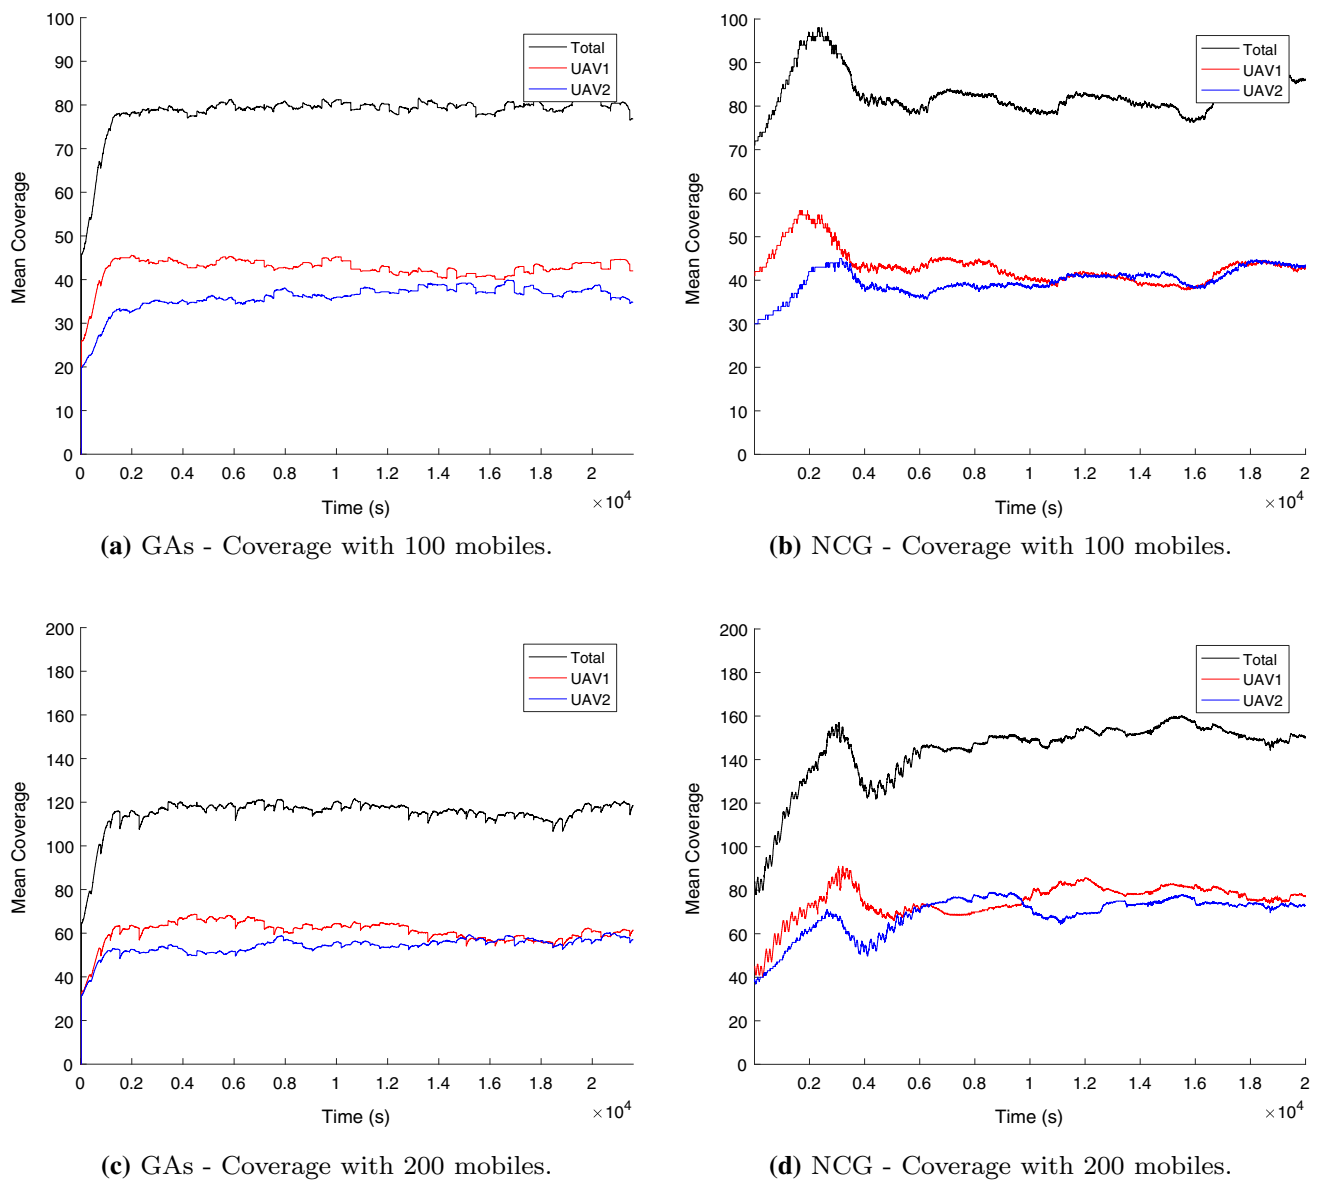 100
90
80
70
60
50
40
30
20
10
0
Mean Coverage
Total
UAV1
UAV2
0 0.2 0.4 0.6 0.8 1 1.2 1.4 1.6 1.8 2
×10⁴
Time (s)
(a) GAs - Coverage with 100 mobiles.
100
90
80
70
60
50
40
30
20
10
0
Mean Coverage
Total
UAV1
UAV2
0.2 0.4 0.6 0.8 1 1.2 1.4 1.6 1.8 2
×10⁴
Time (s)
(b) NCG - Coverage with 100 mobiles.
200
180
160
140
120
100
80
60
40
20
0
Mean Coverage
Total
UAV1
UAV2
0 0.2 0.4 0.6 0.8 1 1.2 1.4 1.6 1.8 2
×10⁴
Time (s)
(c) GAs - Coverage with 200 mobiles.
200
180
160
140
120
100
80
60
40
20
0
Mean Coverage
Total
UAV1
UAV2
0.2 0.4 0.6 0.8 1 1.2 1.4 1.6 1.8 2
×10⁴
Time (s)
(d) NCG - Coverage with 200 mobiles.